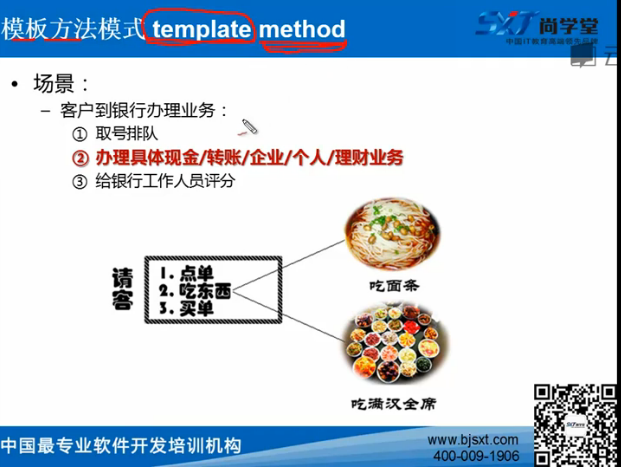 模板方法模式 template method
SXT 尚学堂
中国IT教育高端领先品牌
• 场景：
– 客户到银行办理业务：
① 取号排队
② 办理具体现金/转账/企业/个人/理财业务
③ 给银行工作人员评分
请客
1. 点单
2. 吃东西
3. 买单
吃面条
吃满汉全席
中国最专业软件开发培训机构
www.bjsxt.com
400-009-1906